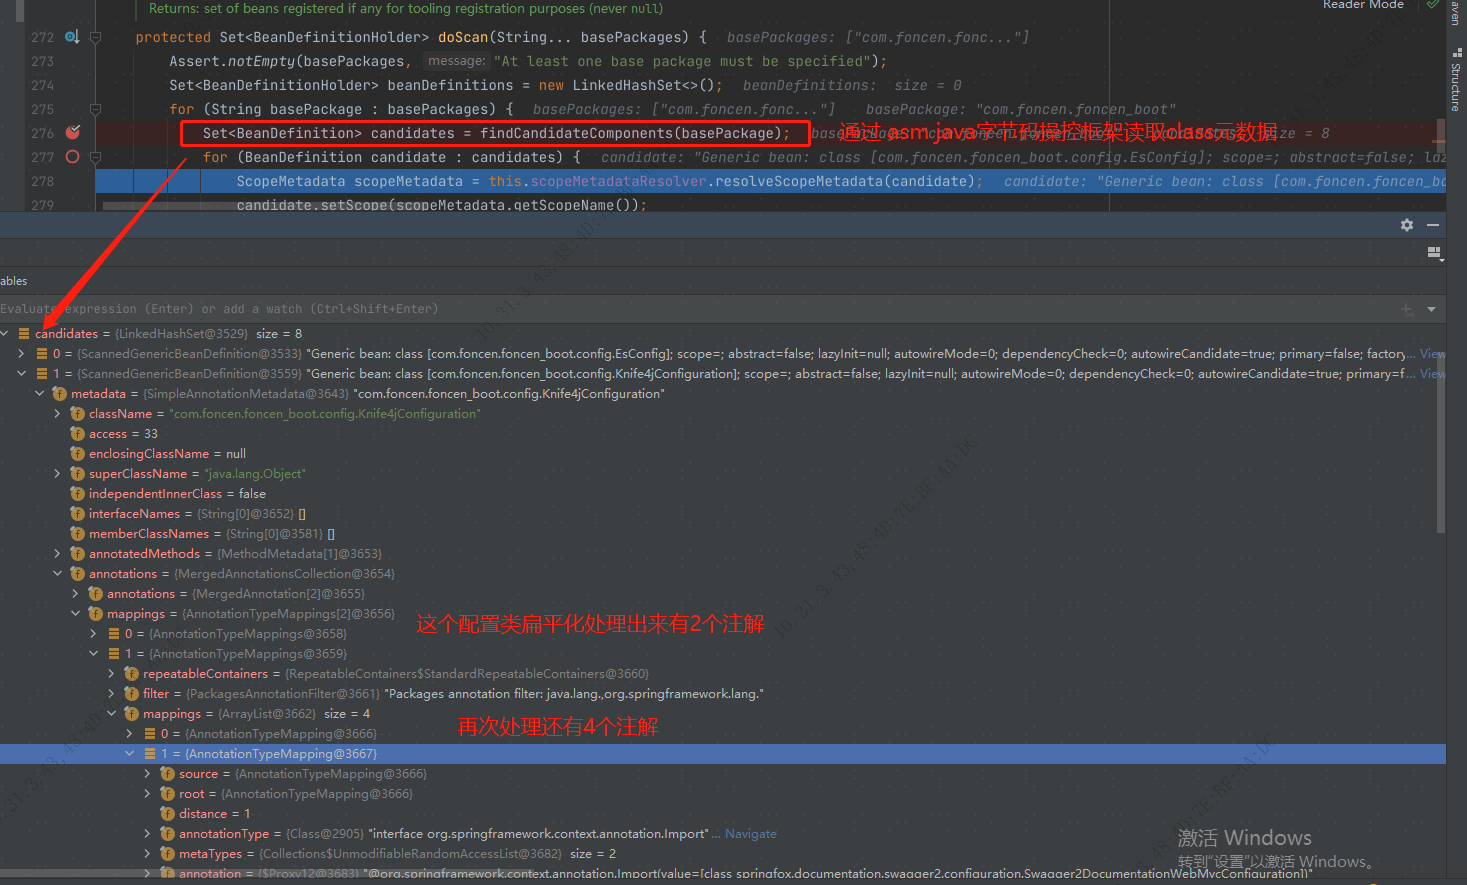 Returns: set of beans registered if any for tooling registration purposes (never null)
Reader Mode
aven
272 protected Set<BeanDefinitionHolder> doScan(String... basePackages) { basePackages: ["com.foncen.fonc..."]
273 Assert.notEmpty(basePackages, message: "At least one base package must be specified");
274 Set<BeanDefinitionHolder> beanDefinitions = new LinkedHashSet<>(); beanDefinitions: size = 0
Structure
275 for (String basePackage : basePackages) { basePackages: ["com.foncen.fonc..."] basePackage: "com.foncen.foncen_boot"
276 Set<BeanDefinition> candidates = findCandidateComponents(basePackage);
通过 asm java字节码操控框架读取class元数据
size = 8
277 for (BeanDefinition candidate : candidates) { candidate: "Generic bean: class [com.foncen.foncen_boot.config.EsConfig]; scope=; abstract=false; laz
278 ScopeMetadata scopeMetadata = this.scopeMetadataResolver.resolveScopeMetadata(candidate); candidate: "Generic bean: class [com.foncen.foncen_bo
279 candidate.setScope(scopeMetadata.getScopeName());
ables
Evaluate expression (Enter) or add a watch (Ctrl+Shift+Enter)
candidates = {LinkedHashSet@3529} size = 8
0 = {ScannedGenericBeanDefinition@3533} "Generic bean: class [com.foncen.foncen_boot.config.EsConfig]; scope=; abstract=false; lazyInit=null; autowireMode=0; dependencyCheck=0; autowireCandidate=true; primary=false; factory... View
1 = {ScannedGenericBeanDefinition@3559} "Generic bean: class [com.foncen.foncen_boot.config.Knife4jConfiguration]; scope=; abstract=false; lazyInit=null; autowireMode=0; dependencyCheck=0; autowireCandidate=true; primary=f... View
metadata = {SimpleAnnotationMetadata@3643} "com.foncen.foncen_boot.config.Knife4jConfiguration"
className = "com.foncen.foncen_boot.config.Knife4jConfiguration"
access = 33
enclosingClassName = null
superClassName = "java.lang.Object"
independentInnerClass = false
interfaceNames = {String[0]@3652} []
memberClassNames = {String[0]@3581} []
annotatedMethods = {MethodMetadata[1]@3653}
annotations = {MergedAnnotationsCollection@3654}
annotations = {MergedAnnotation[2]@3655}
mappings = {AnnotationTypeMappings[2]@3656}
这个配置类扁平化处理出来有2个注解
0 = {AnnotationTypeMappings@3658}
1 = {AnnotationTypeMappings@3659}
repeatableContainers = {RepeatableContainers$StandardRepeatableContainers@3660}
filter = {PackagesAnnotationFilter@3661} "Packages annotation filter: java.lang.,org.springframework.lang."
mappings = {ArrayList@3662} size = 4
再次处理还有4个注解
0 = {AnnotationTypeMapping@3666}
1 = {AnnotationTypeMapping@3667}
source = {AnnotationTypeMapping@3666}
root = {AnnotationTypeMapping@3666}
distance = 1
annotationType = {Class@2905} "interface org.springframework.context.annotation.Import" ... Navigate
metaTypes = {Collections$UnmodifiableRandomAccessList@3682} size = 2
annotation = {$Proxy12@3683} "@org.springframework.context.annotation.Import(value=[class springfox.documentation.swagger2.configuration.Swagger2DocumentationWebMvcConfiguration])"
激活 Windows
转到"设置"以激活 Windows。